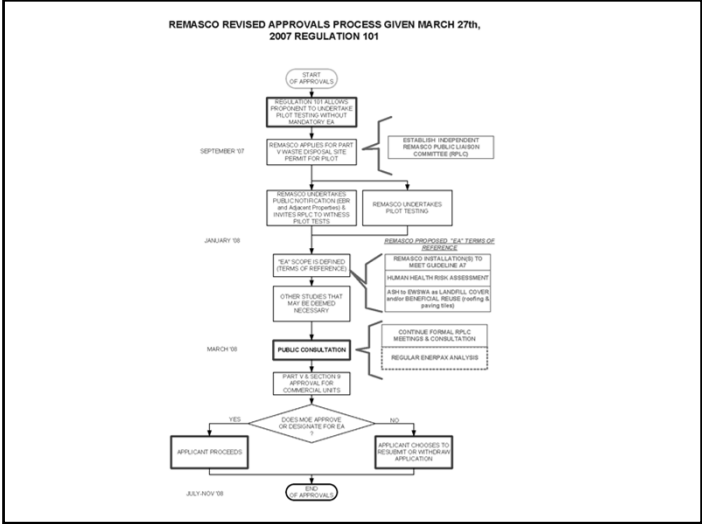 REMASCO REVISED APPROVALS PROCESS GIVEN MARCH 27th,
2007 REGULATION 101
START
OF APPROVALS
REGULATION 101 ALLOWS
PROPONENT TO UNDERTAKE
PILOT TESTING WITHOUT
MANDATORY EA
SEPTEMBER '07
REMASCO APPLIES FOR PART
V WASTE DISPOSAL SITE
PERMIT FOR PILOT
ESTABLISH INDEPENDENT
REMASCO PUBLIC LIAISON
COMMITTEE (RPLC)
REMASCO UNDERTAKES
PUBLIC NOTIFICATION (EBR
and Adjacent Properties) &
INVITES RPLC TO WITNESS
PILOT TESTS
REMASCO UNDERTAKES
PILOT TESTING
JANUARY '08
REMASCO PROPOSED "EA" TERMS OF
REFERENCE
"EA" SCOPE IS DEFINED
(TERMS OF REFERENCE)
REMASCO INSTALLATION(S) TO
MEET GUIDELINE A7
HUMAN HEALTH RISK ASSESSMENT
ASH to EWSWA as LANDFILL COVER
and/or BENEFICIAL REUSE (roofing &
paving tiles)
OTHER STUDIES THAT
MAY BE DEEMED
NECESSARY
MARCH '08
PUBLIC CONSULTATION
CONTINUE FORMAL RPLC
MEETINGS & CONSULTATION
REGULAR ENERPAX ANALYSIS
PART V & SECTION 9
APPROVAL FOR
COMMERCIAL UNITS
DOES MOE APPROVE
OR DESIGNATE FOR EA
?
YES
NO
APPLICANT PROCEEDS
APPLICANT CHOOSES TO
RESUBMIT OR WITHDRAW
APPLICATION
JULY-NOV '08
END
OF APPROVALS